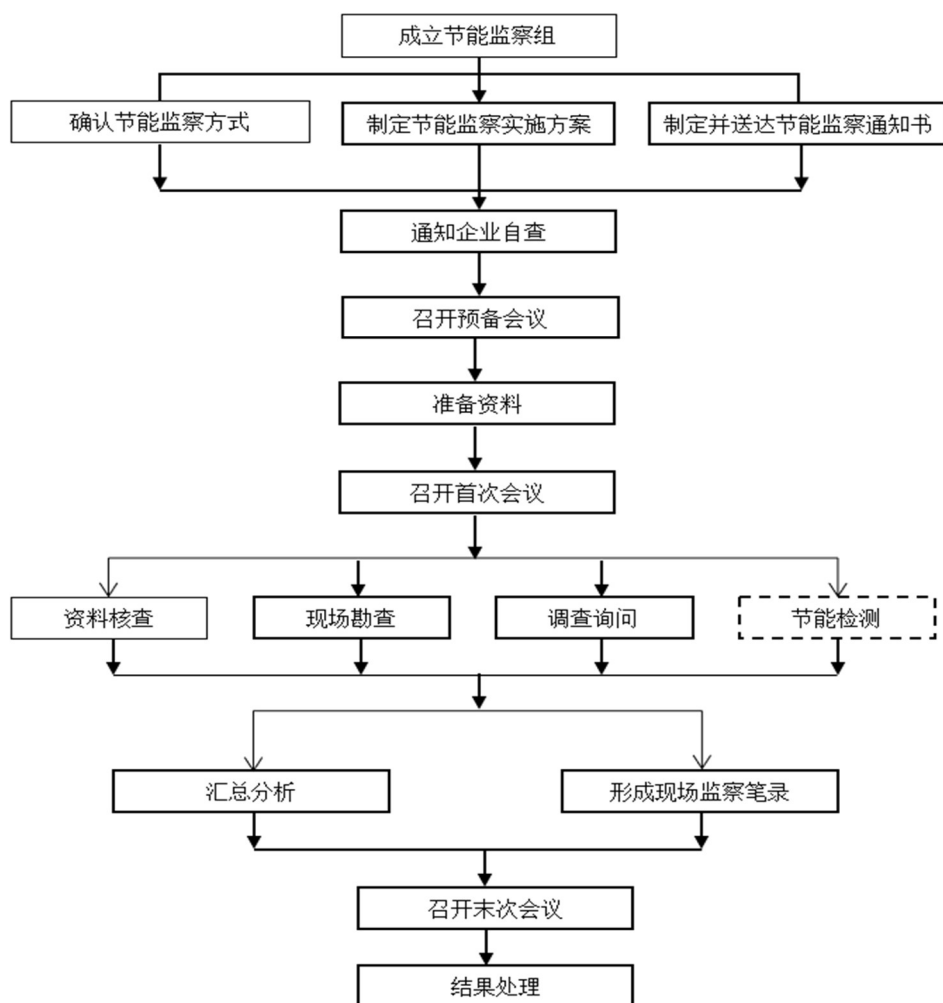 成立节能监察组
确认节能监察方式
制定节能监察实施方案
制定并送达节能监察通知书
通知企业自查
召开预备会议
准备资料
召开首次会议
资料核查
现场勘查
调查询问
节能检测
汇总分析
形成现场监察笔录
召开末次会议
结果处理